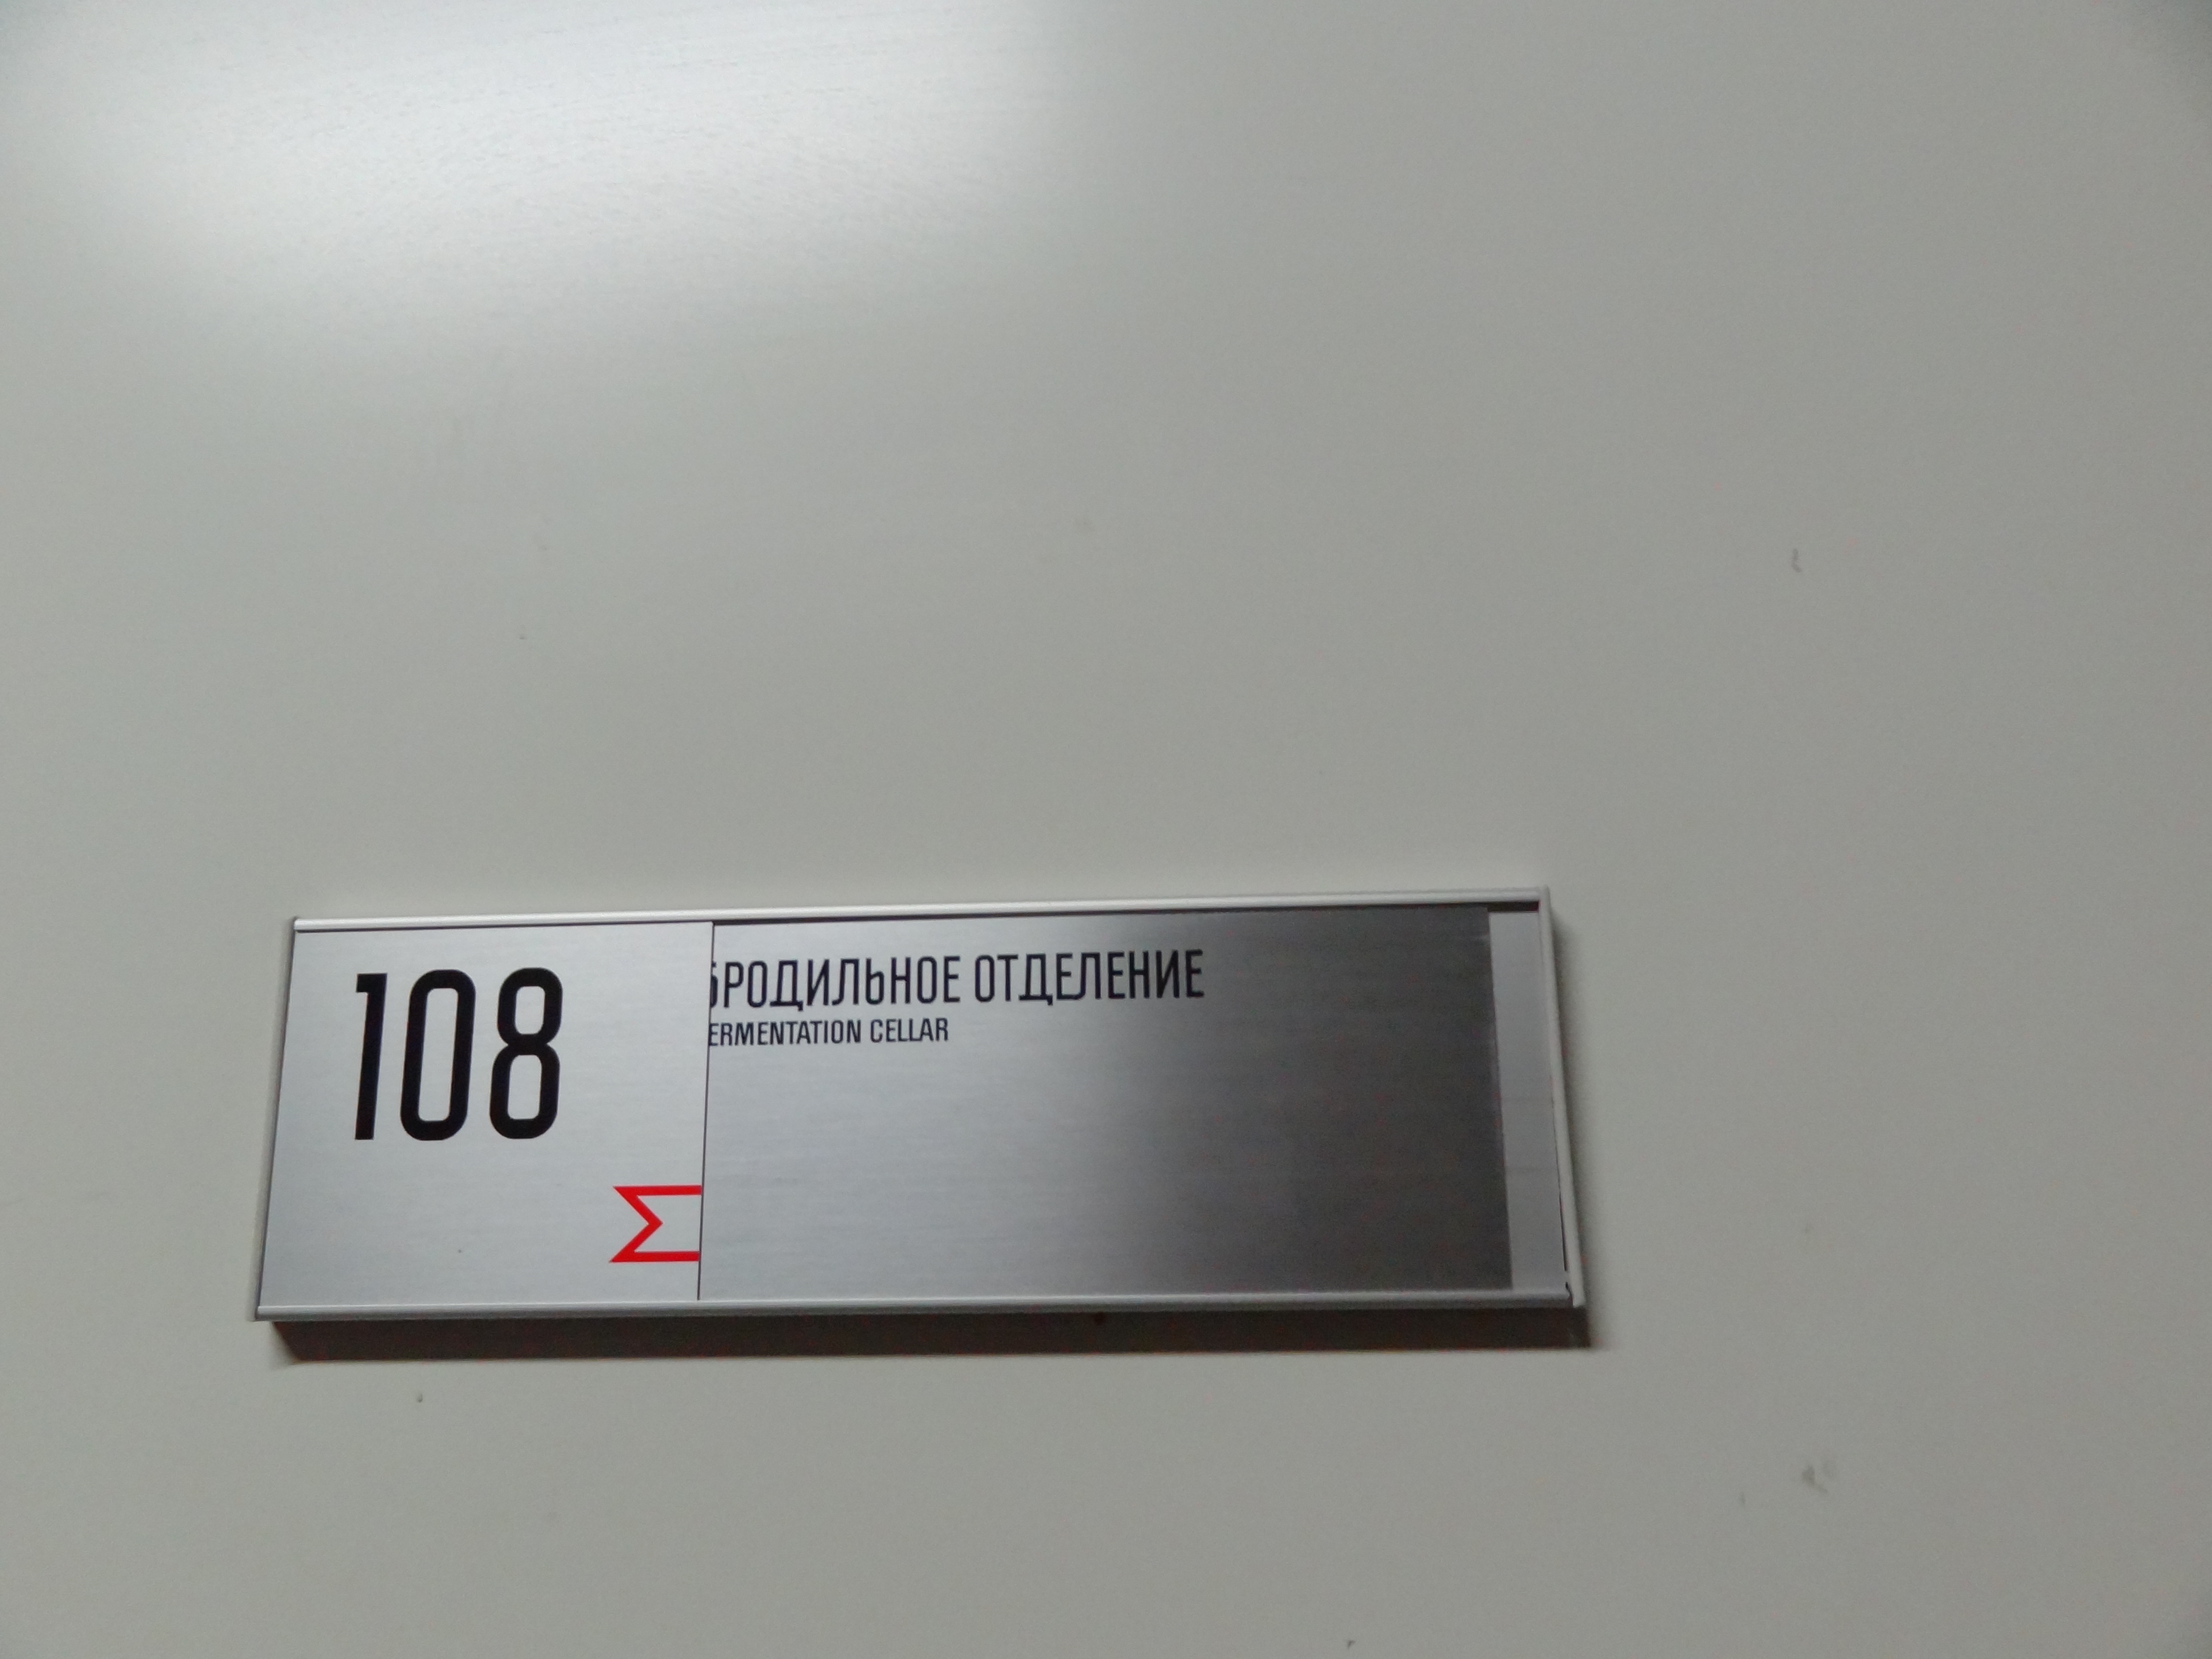 108
БРОДИЛЬНОЕ ОТДЕЛЕНИЕ
ERMENTATION CELLAR